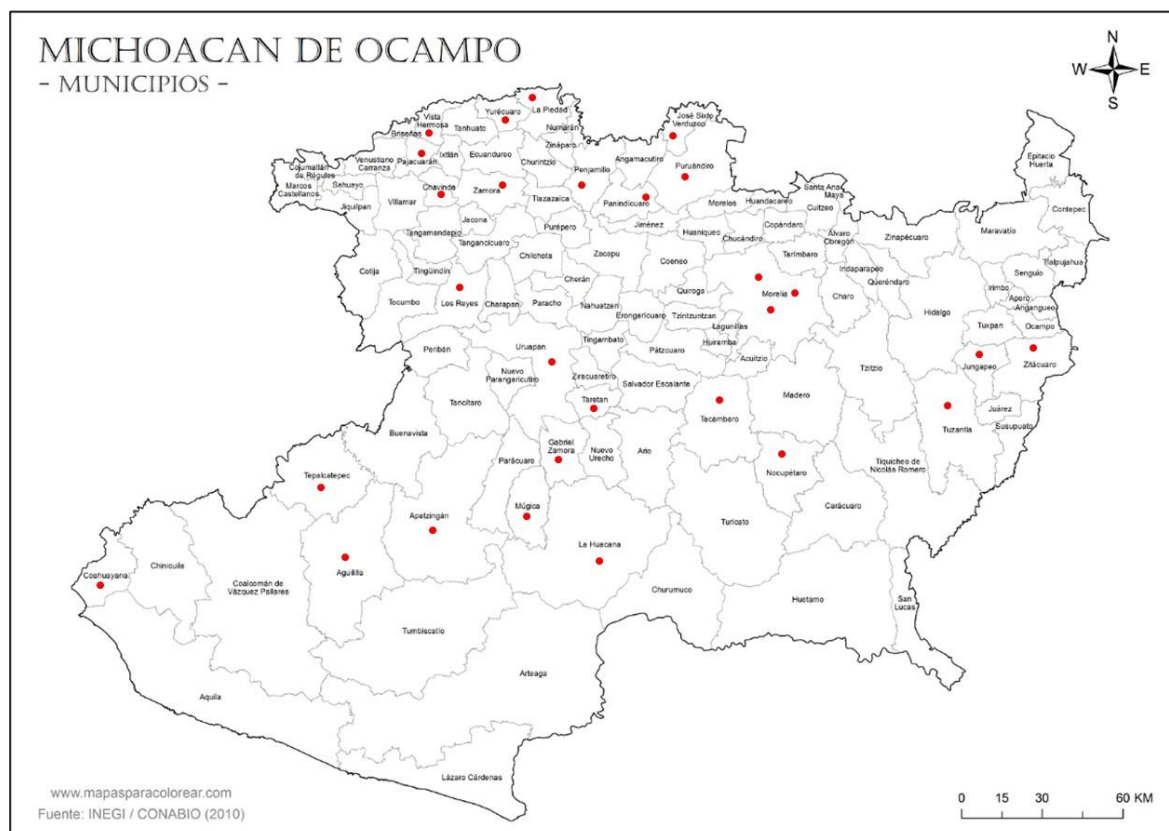 MICHOACAN DE OCAMPO
- MUNICIPIOS -
N
W E
S
La Piedad
Yurécuaro
Vista
Hermosa
Tanhuato
Numarán
José Sixto
Verduzco
Briseñas
Zináparo
Venustiano
Carranza
Pajacuarán
Ixtlán
Ecuandureo
Churintzio
Penjamillo
Angamacutiro
Puruándiro
Epitacio
Huerta
Cojumatlán
de Régules
Marcos
Castellanos
Sahuayo
Jiquilpan
Villamar
Chavinda
Zamora
Tlazazalca
Panindícuaro
Morelos
Huandacareo
Santa Ana
Maya
Cuitzeo
Contepec
Jacona
Tangamandapio
Tangancícuaro
Purépero
Jiménez
Huaniqueo
Chucándiro
Copándaro
Álvaro
Obregón
Zinapécuaro
Maravatío
Cotija
Tingüindín
Chilchota
Zacapu
Coeneo
Tarímbaro
Indaparapeo
Queréndaro
Tlalpujahua
Senguio
Tocumbo
Los Reyes
Charapan
Cherán
Paracho
Nahuatzen
Quiroga
Morelia
Charo
Irimbo
Aporo
Angangueo
Erongarícuaro
Tzintzuntzan
Lagunillas
Hidalgo
Tuxpan
Ocampo
Peribán
Uruapan
Tingambato
Pátzcuaro
Huiramba
Acuitzio
Tzitzio
Jungapeo
Zitácuaro
Nuevo
Parangaricutiro
Ziracuaretiro
Salvador Escalante
Tancítaro
Taretan
Tacámbaro
Madero
Juárez
Tuzantla
Susupuato
Buenavista
Gabriel
Zamora
Nuevo
Urecho
Ario
Parácuaro
Tepalcatepec
Nocupétaro
Tiquicheo de
Nicolás Romero
Apatzingán
Múgica
Turicato
Carácuaro
La Huacana
Chinicuila
Coahuayana
Coalcomán de
Vázquez Pallares
Aguililla
Churumuco
Huetamo
San
Lucas
Tumbiscatío
Arteaga
Aquila
Lázaro Cárdenas
www.mapasparacolorear.com
Fuente: INEGI / CONABIO (2010)
0 15 30 60 KM